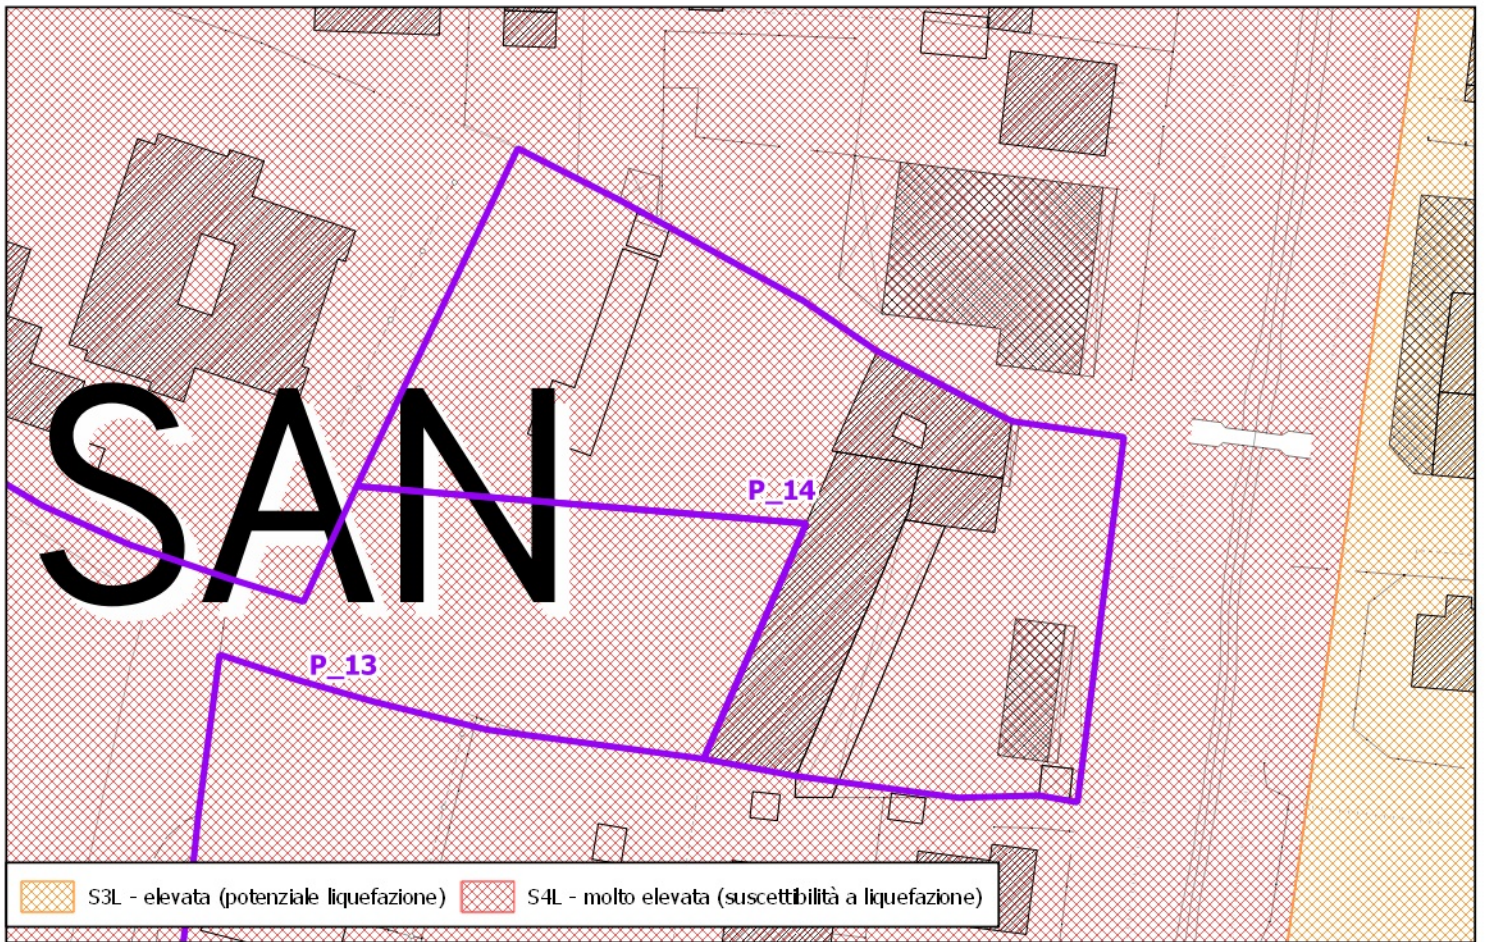 SAN
P_14
P_13
S3L - elevata (potenziale liquefazione)
S4L - molto elevata (suscettibilità a liquefazione)